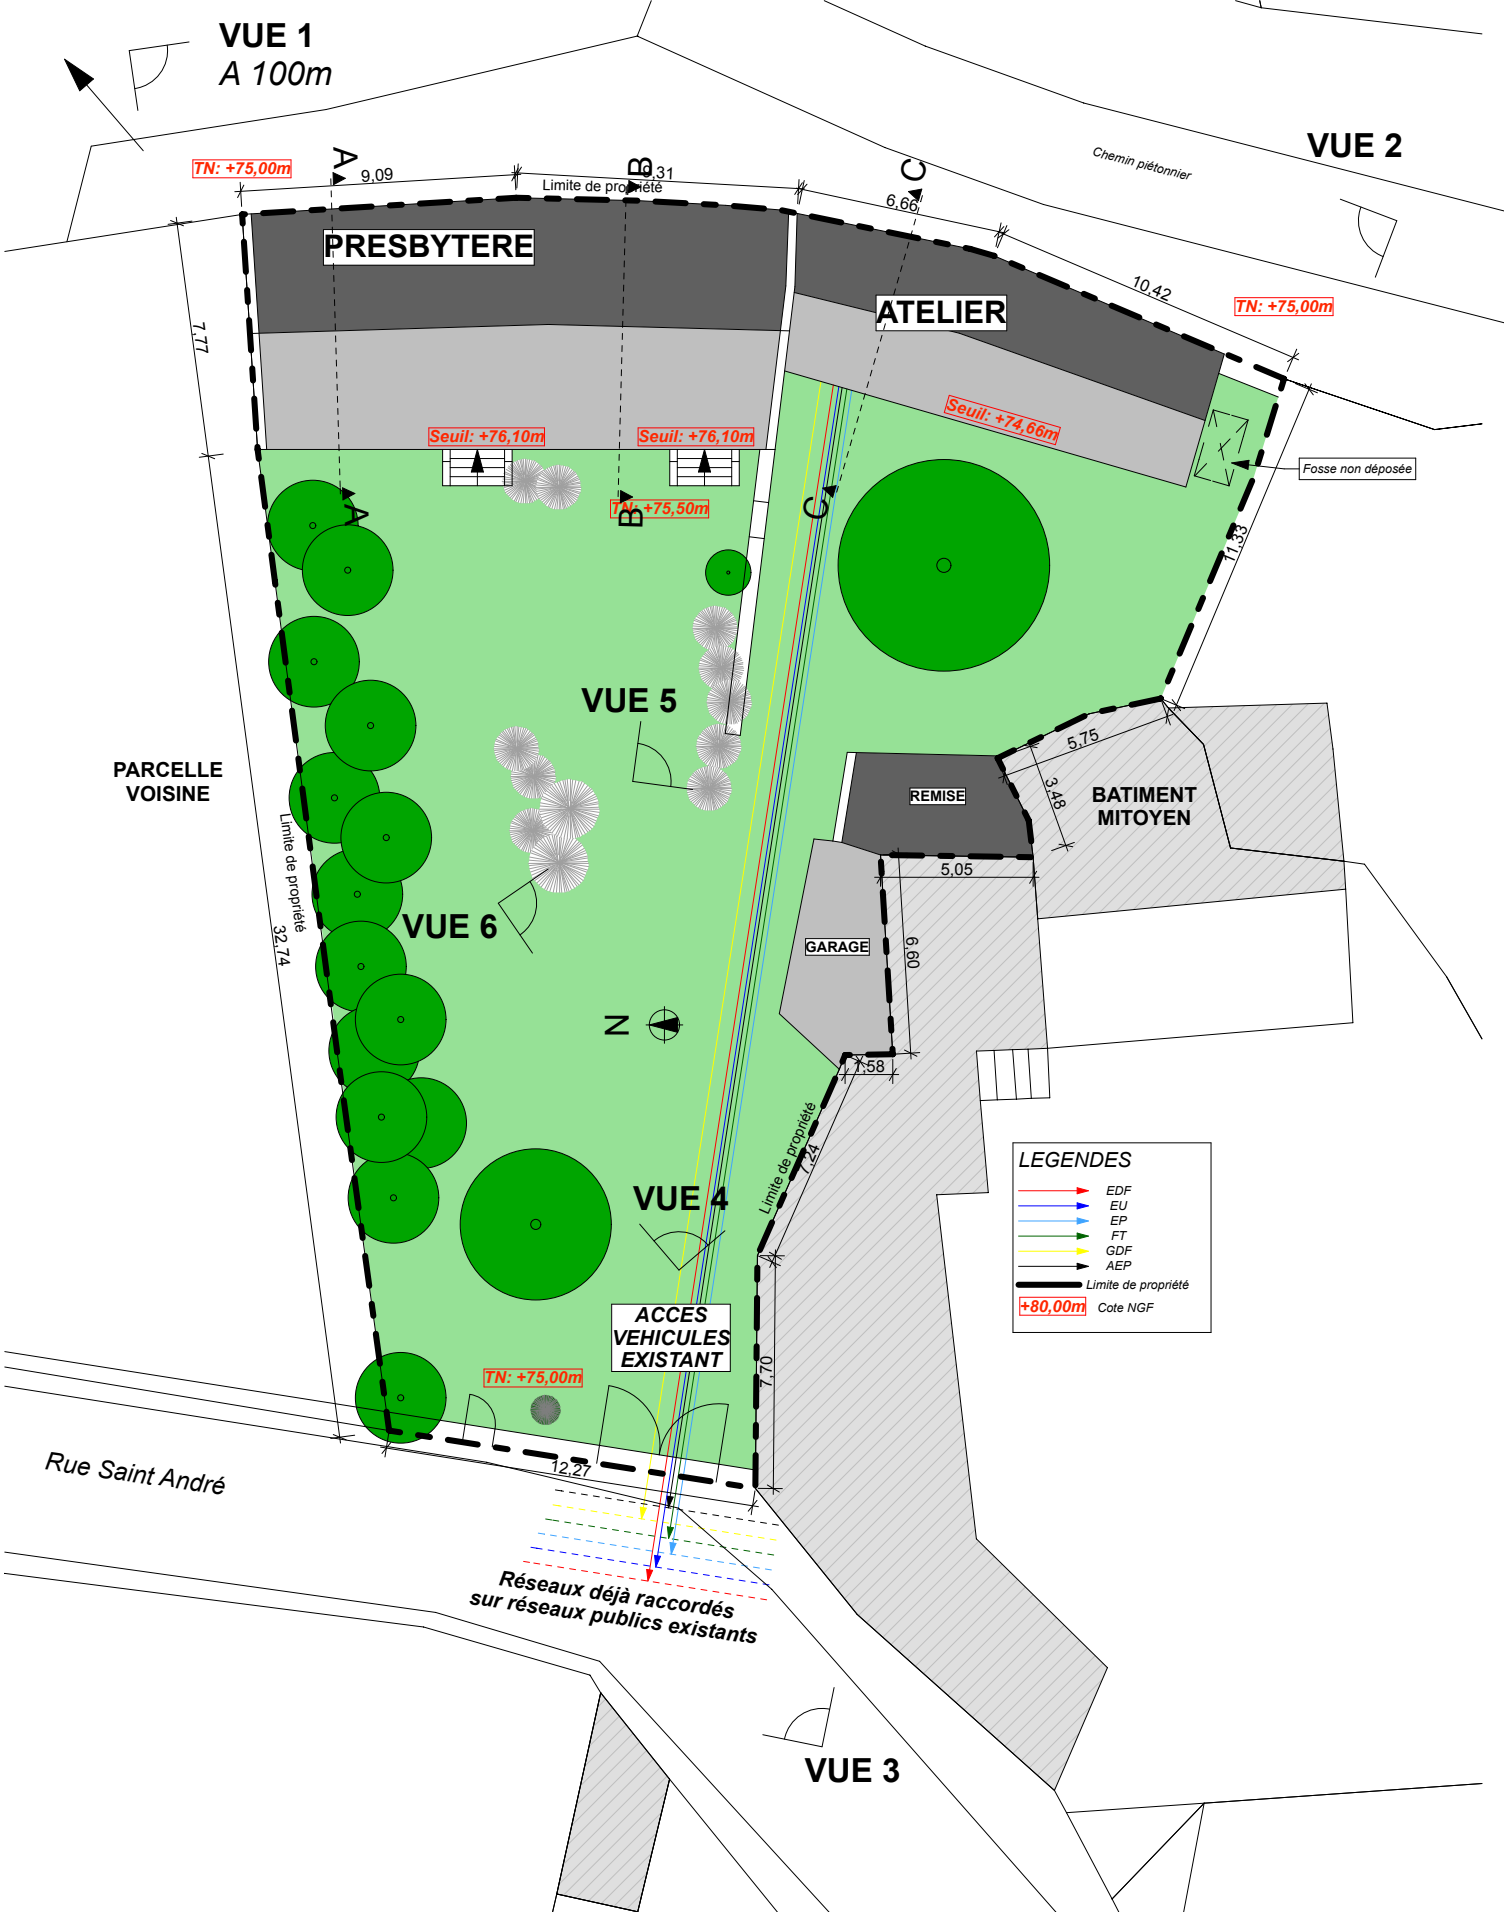 VUE 1
A 100m
VUE 2
Chemin piétonnier
TN: +75,00m
A
9,09
B
Limite de propriété
C
6,66
10,42
TN: +75,00m
PRESBYTERE
ATELIER
7,77
Seuil: +76,10m
Seuil: +76,10m
Seuil: +74,66m
Fosse non déposée
A
B
TN: +75,50m
C
11,33
VUE 5
5,75
3,48
PARCELLE
VOISINE
REMISE
BATIMENT
MITOYEN
Limite de propriété
32,74
5,05
VUE 6
GARAGE
6,60
N
1,58
Limite de propriété
7,24
VUE 4
LEGENDES
EDF
EU
EP
FT
GDF
AEP
Limite de propriété
+80,00m Cote NGF
ACCES
VEHICULES
EXISTANT
7,70
TN: +75,00m
12,27
Rue Saint André
Réseaux déjà raccordés
sur réseaux publics existants
VUE 3